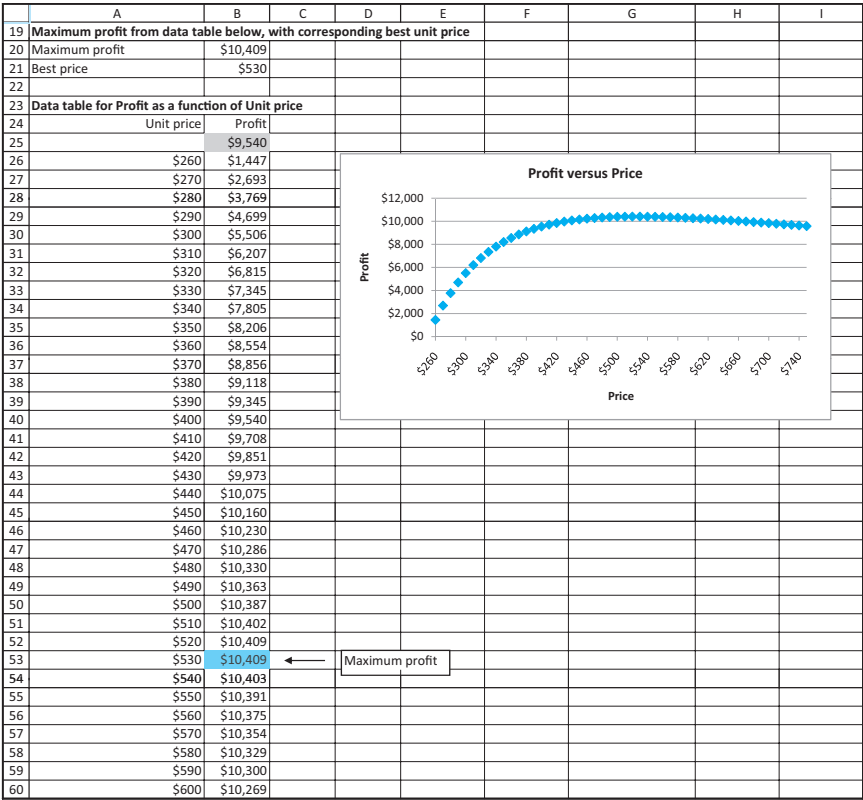 A B C D E F G H I
19 Maximum profit from data table below, with corresponding best unit price
20 Maximum profit $10,409
21 Best price $530
22
23 Data table for Profit as a function of Unit price
24 Unit price Profit
25 $9,540
26 $260 $1,447
27 $270 $2,693
28 $280 $3,769
29 $290 $4,699
30 $300 $5,506
31 $310 $6,207
32 $320 $6,815
33 $330 $7,345
34 $340 $7,805
35 $350 $8,206
36 $360 $8,554
37 $370 $8,856
38 $380 $9,118
39 $390 $9,345
40 $400 $9,540
41 $410 $9,708
42 $420 $9,851
43 $430 $9,973
44 $440 $10,075
45 $450 $10,160
46 $460 $10,230
47 $470 $10,286
48 $480 $10,330
49 $490 $10,363
50 $500 $10,387
51 $510 $10,402
52 $520 $10,409
53 $530 $10,409 Maximum profit
54 $540 $10,403
55 $550 $10,391
56 $560 $10,375
57 $570 $10,354
58 $580 $10,329
59 $590 $10,300
60 $600 $10,269
Profit versus Price
Profit
$12,000
$10,000
$8,000
$6,000
$4,000
$2,000
$0
$260 $300 $340 $380 $420 $460 $500 $540 $580 $620 $660 $700 $740
Price